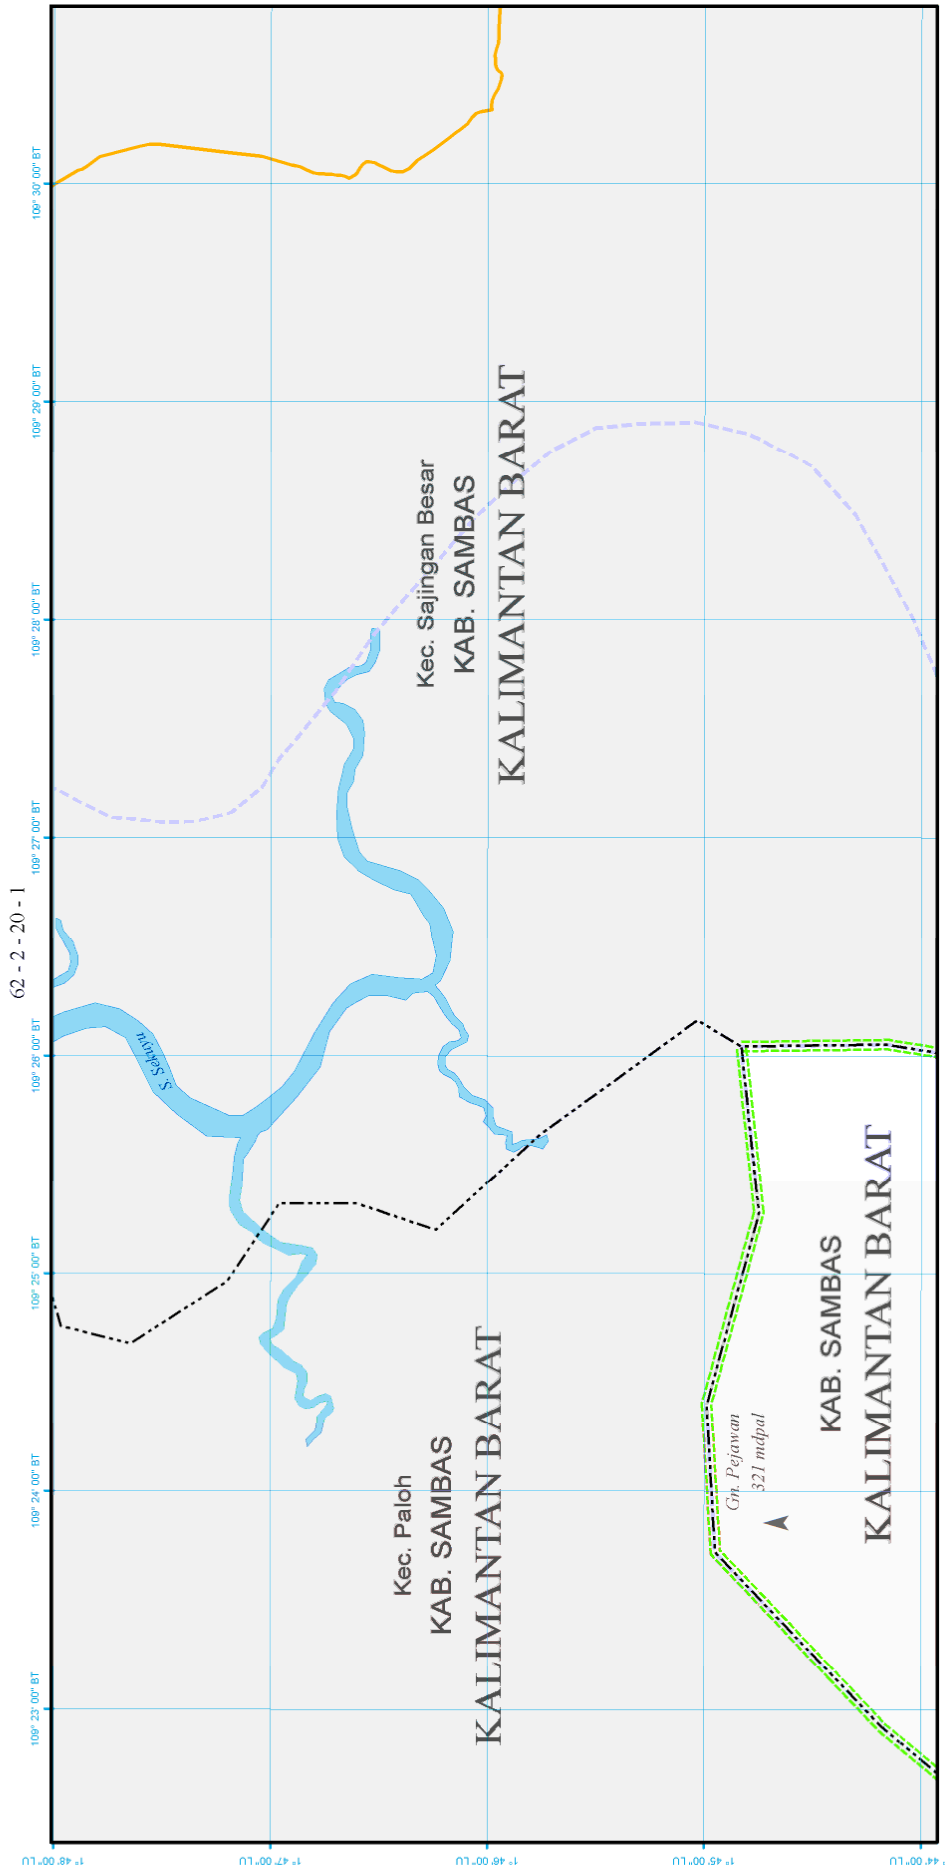 62 - 2 - 20 - 1
109° 23' 00" BT
109° 24' 00" BT
109° 25' 00" BT
109° 26' 00" BT
109° 27' 00" BT
109° 28' 00" BT
109° 29' 00" BT
109° 30' 00" BT
1° 48' 00" LU
1° 47' 00" LU
1° 46' 00" LU
1° 45' 00" LU
1° 44' 00" LU
S. Sekuyu
Kec. Sajingan Besar
KAB. SAMBAS
KALIMANTAN BARAT
Kec. Paloh
KAB. SAMBAS
KALIMANTAN BARAT
Gn. Pejawan
321 mdpal
KAB. SAMBAS
KALIMANTAN BARAT